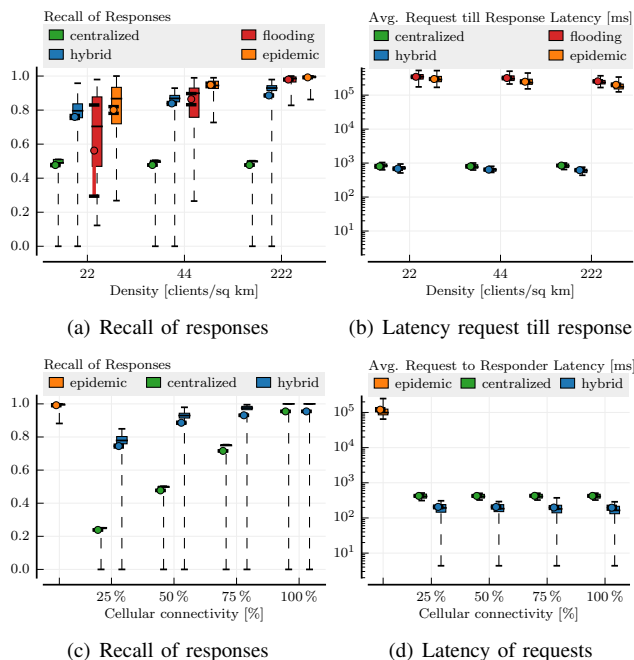 Recall of Responses
centralized
flooding
hybrid
epidemic
1.0
0.8
0.6
0.4
0.2
0.0
22
44
222
Density [clients/sq km]
(a) Recall of responses
Avg. Request till Response Latency [ms]
centralized
flooding
hybrid
epidemic
10^5
10^4
10^3
10^2
10^1
22
44
222
Density [clients/sq km]
(b) Latency request till response
Recall of Responses
epidemic
centralized
hybrid
1.0
0.8
0.6
0.4
0.2
0.0
25 %
50 %
75 %
100 %
Cellular connectivity [%]
(c) Recall of responses
Avg. Request to Responder Latency [ms]
epidemic
centralized
hybrid
10^5
10^4
10^3
10^2
10^1
25 %
50 %
75 %
100 %
Cellular connectivity [%]
(d) Latency of requests